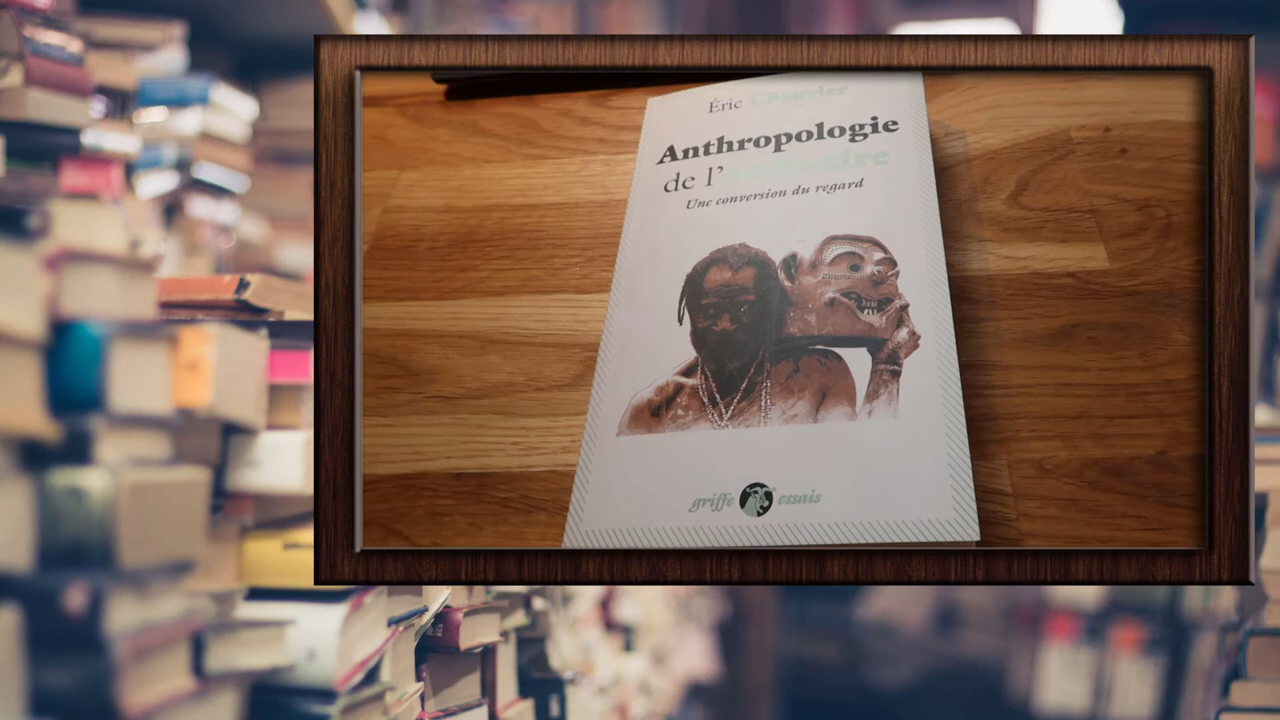 Éric
Anthropologie
de l'
Une conversion du regard
griffe essais